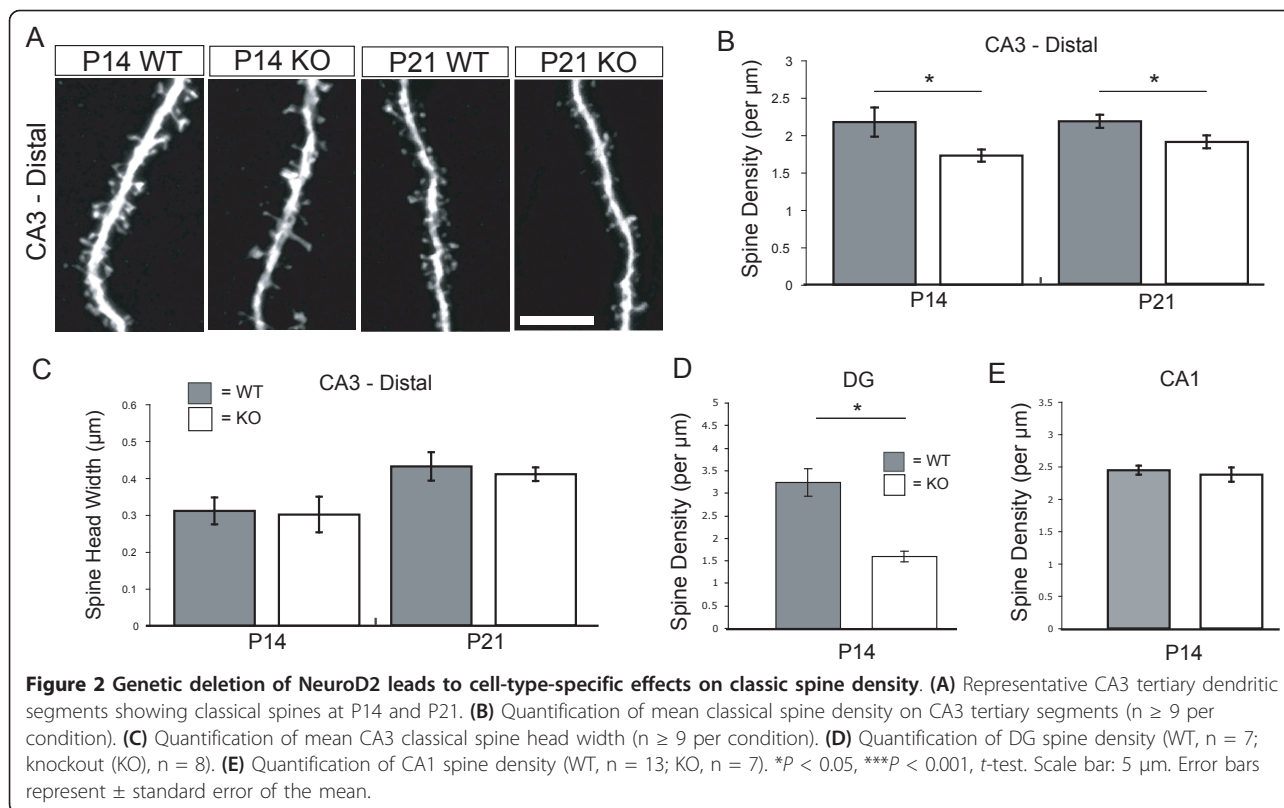 A
P14 WT
P14 KO
P21 WT
P21 KO
CA3 - Distal
B
CA3 - Distal
Spine Density (per µm)
3
2.5
2
1.5
1
0.5
0
*
*
P14
P21
C
CA3 - Distal
= WT
= KO
Spine Head Width (µm)
0.6
0.5
0.4
0.3
0.2
0.1
0
P14
P21
D
DG
Spine Density (per µm)
5
4.5
4
3.5
3
2.5
2
1.5
1
0.5
0
*
= WT
= KO
P14
E
CA1
Spine Density (per µm)
3.5
3
2.5
2
1.5
1
0.5
0
P14
Figure 2 Genetic deletion of NeuroD2 leads to cell-type-specific effects on classic spine density. (A) Representative CA3 tertiary dendritic
segments showing classical spines at P14 and P21. (B) Quantification of mean classical spine density on CA3 tertiary segments (n ≥ 9 per
condition). (C) Quantification of mean CA3 classical spine head width (n ≥ 9 per condition). (D) Quantification of DG spine density (WT, n = 7;
knockout (KO), n = 8). (E) Quantification of CA1 spine density (WT, n = 13; KO, n = 7). *P < 0.05, ***P < 0.001, t-test. Scale bar: 5 µm. Error bars
represent ± standard error of the mean.